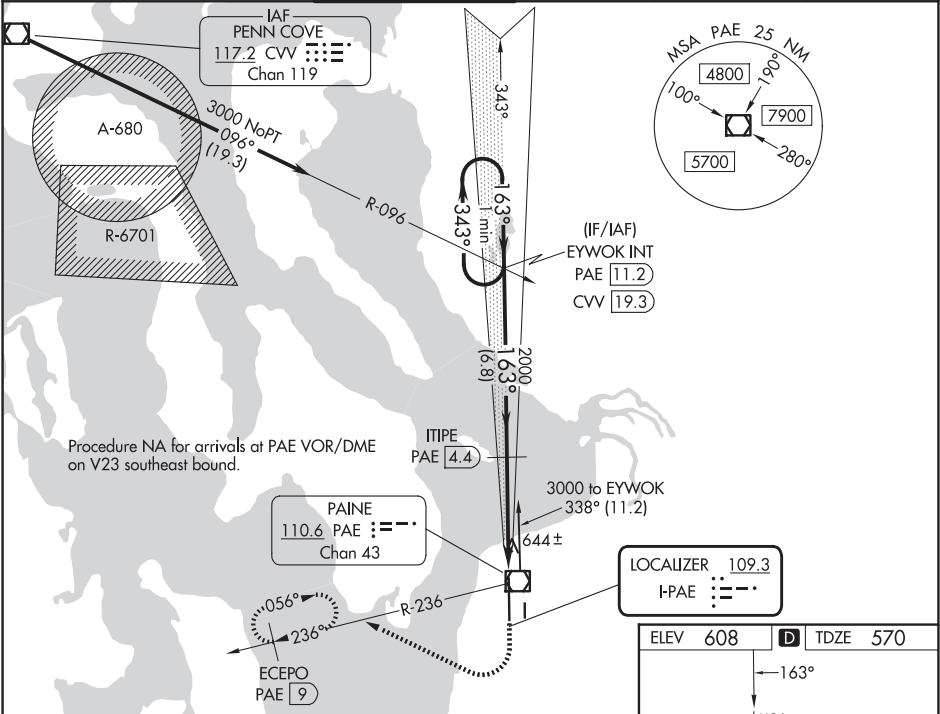 IAF
PENN COVE
117.2 CVV
Chan 119
MSA PAE 25 NM
4800
190°
100°
7900
280°
5700
A-680
3000 NoPT
096°
(19.3)
R-096
R-6701
343°
163°
1 min
343°
(IF/IAF)
EYWOK INT
PAE 11.2
CVV 19.3
2000
163°
(6.8)
Procedure NA for arrivals at PAE VOR/DME
on V23 southeast bound.
ITIPE
PAE 4.4
3000 to EYWOK
338° (11.2)
PAINE
110.6 PAE
Chan 43
644±
LOCALIZER 109.3
I-PAE
056°
236°
R-236
ECEPO
PAE 9
ELEV 608 D TDZE 570
163°